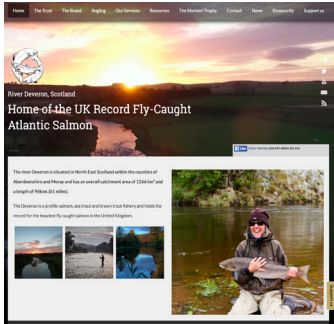 Home The Trust The Board Angling Our Services Resources The Morison Trophy Contact News Biosecurity Support us
River Deveron, Scotland
Home of the UK Record Fly-Caught
Atlantic Salmon
Like
The river Deveron is situated in North East Scotland within the counties of
Aberdeenshire and Moray and has an overall catchment area of 1266 km² and
a length of 96kms (61 miles).
The Deveron is a prolific salmon, sea trout and brown trout fishery and holds the
record for the heaviest fly caught salmon in the United Kingdom.